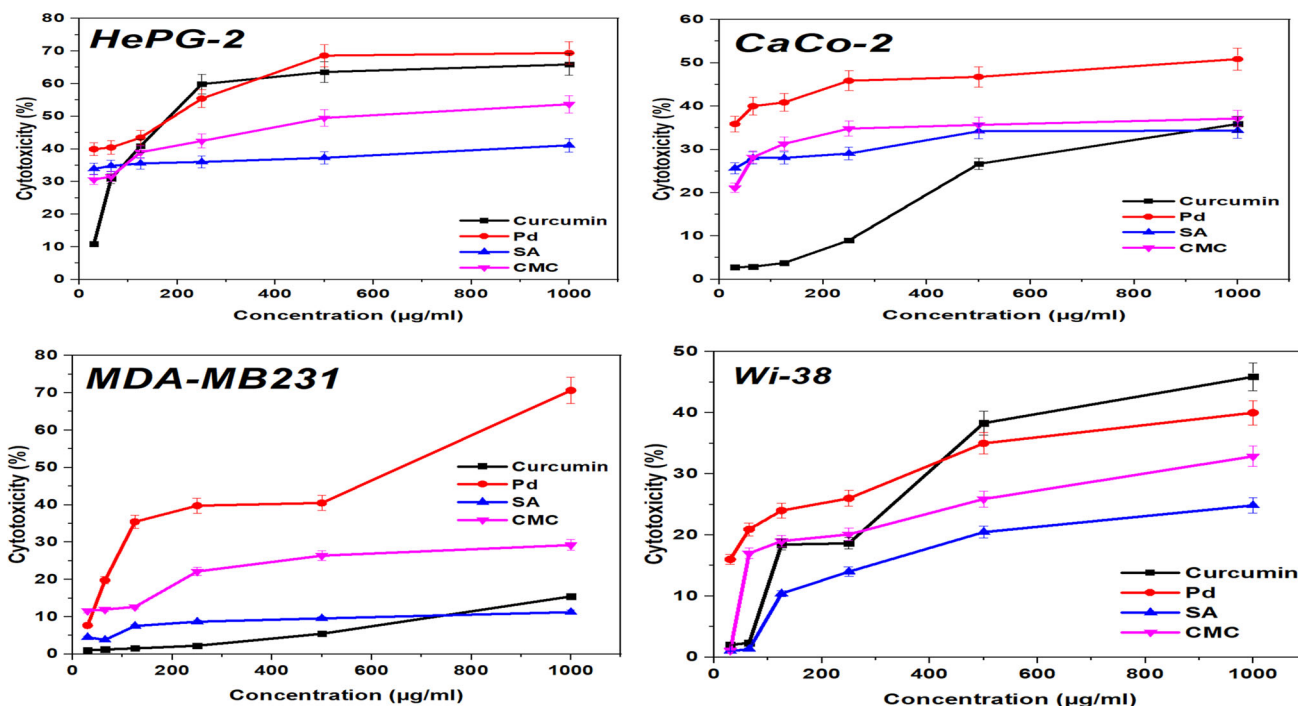 HePG-2
Cytotoxicity (%)
80
70
60
50
40
30
20
10
0
Curcumin
Pd
SA
CMC
0 200 400 600 800 1000
Concentration (µg/ml)
CaCo-2
Cytotoxicity (%)
60
50
40
30
20
10
0
Curcumin
Pd
SA
CMC
0 200 400 600 800 1000
Concentration (µg/ml)
MDA-MB231
Cytotoxicity (%)
80
70
60
50
40
30
20
10
0
Curcumin
Pd
SA
CMC
0 200 400 600 800 1000
Concentration (µg/ml)
Wi-38
Cytotoxicity (%)
50
40
30
20
10
0
Curcumin
Pd
SA
CMC
0 200 400 600 800 1000
Concentration (µg/ml)